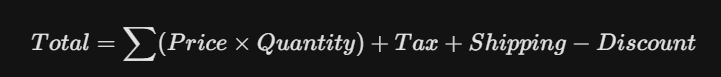 Total = ∑(Price × Quantity) + Tax + Shipping − Discount